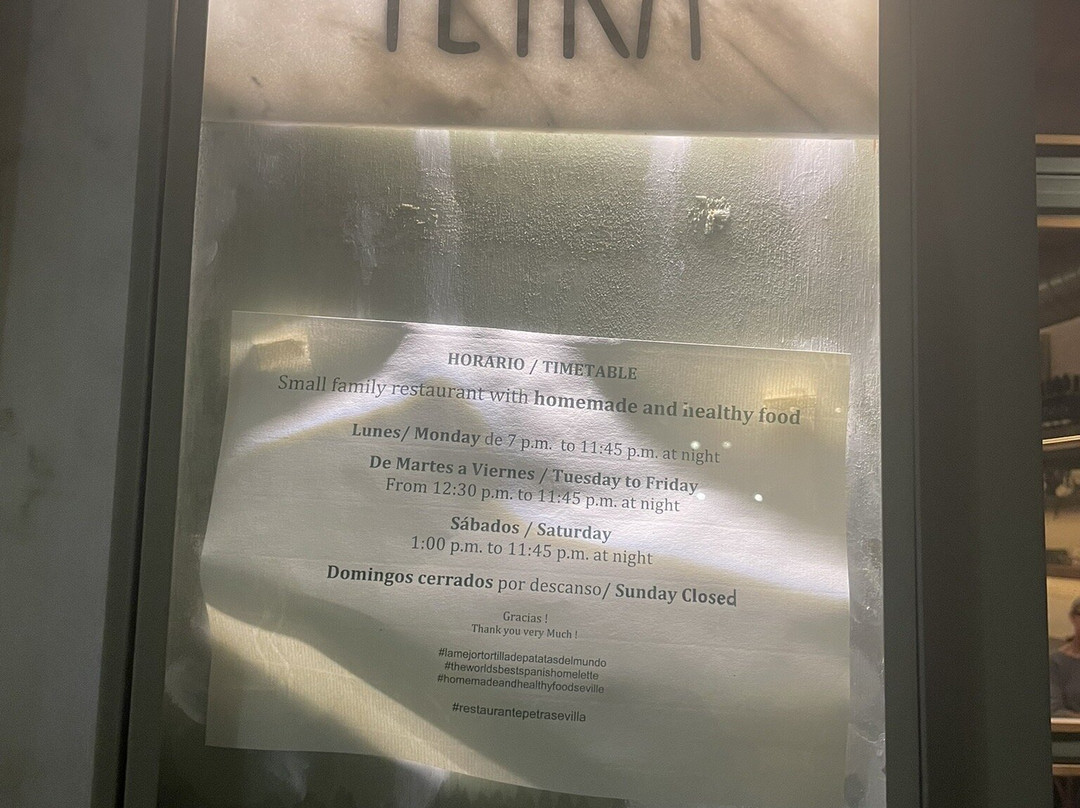 PETRA
HORARIO / TIMETABLE
Small family restaurant with homemade and healthy food
Lunes/ Monday de 7 p.m. to 11:45 p.m. at night
De Martes a Viernes / Tuesday to Friday
From 12:30 p.m. to 11:45 p.m. at night
Sábados / Saturday
1:00 p.m. to 11:45 p.m. at night
Domingos cerrados por descanso/ Sunday Closed
Gracias !
Thank you very Much !
#lamejortortilladepatatasdelmundo
#theworldsbestspanishomelette
#homemadeandhealthyfoodseville
#restaurantepetrasevilla